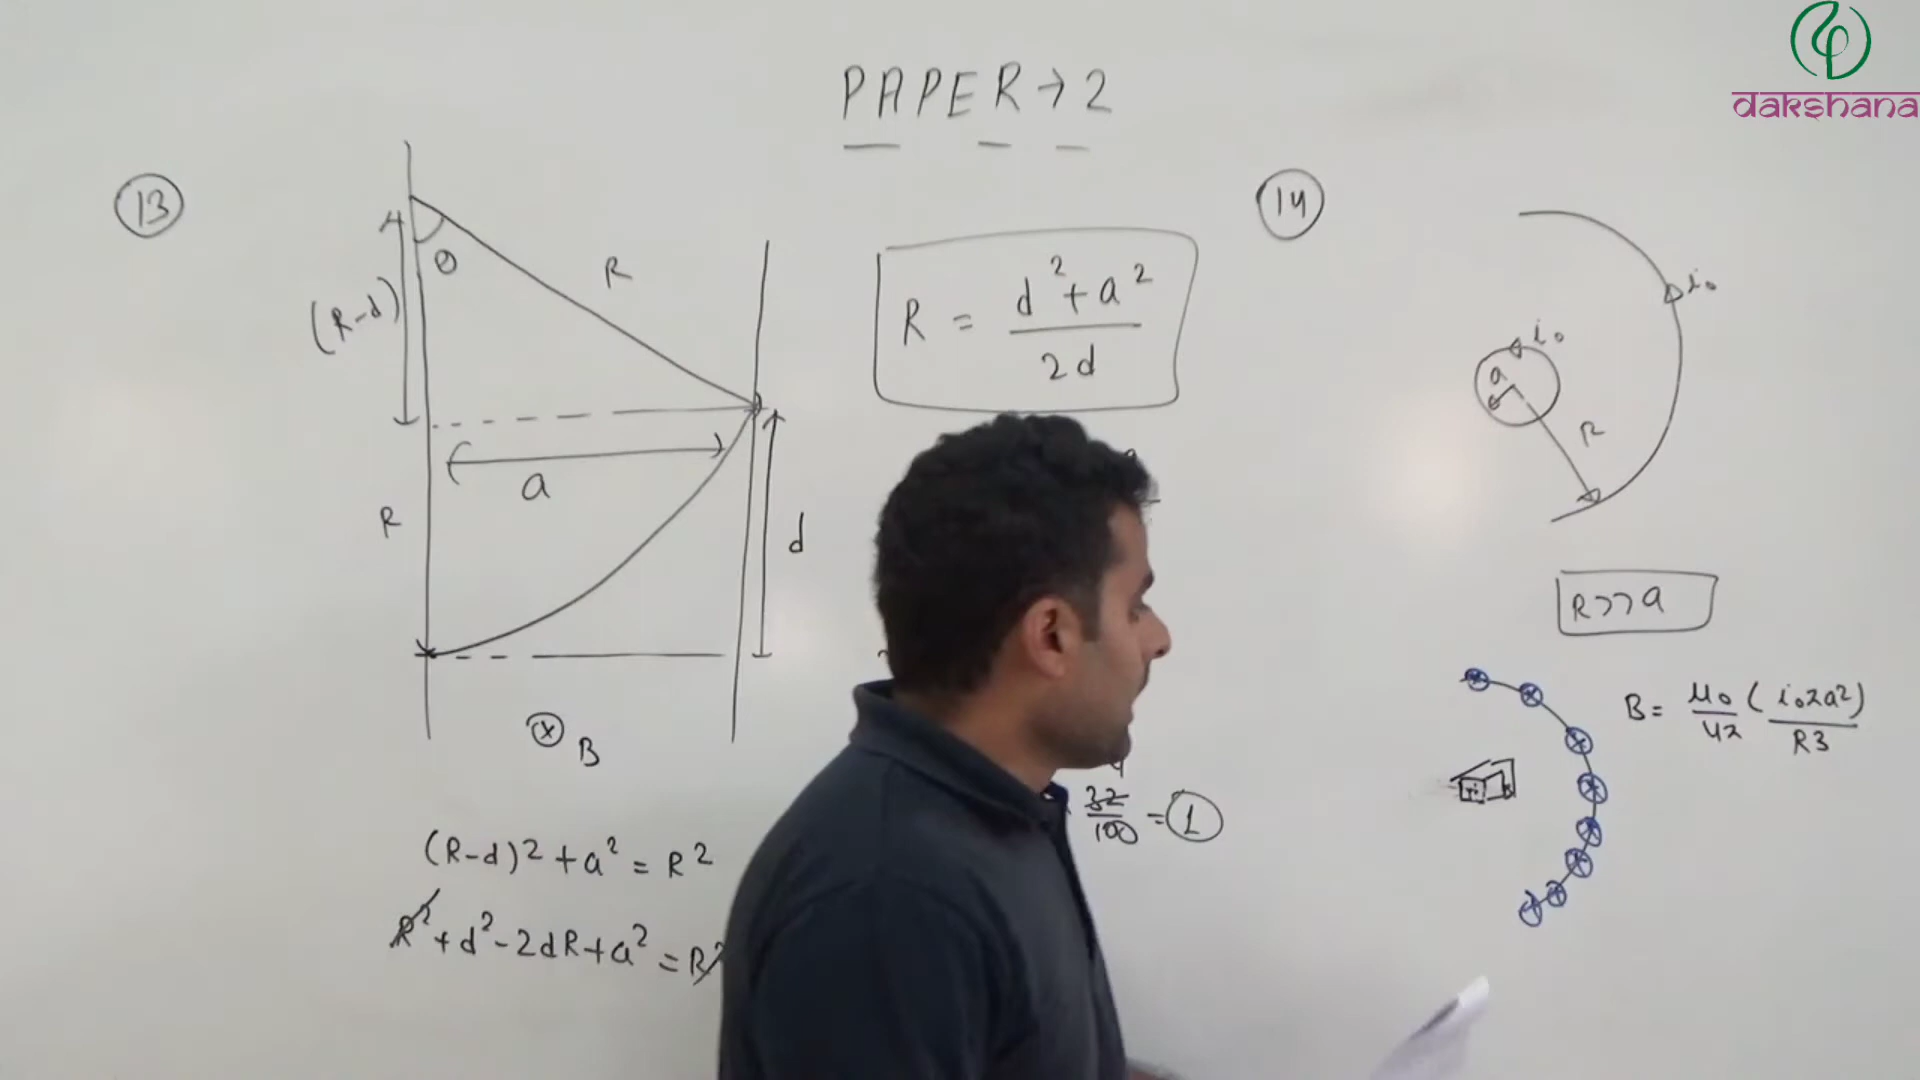 dakshana
PAPER→2
13
θ
R
(R-d)
a
R
d
⊗ B
(R-d)2 + a² = R2
R² + d² - 2dR + a² = R²
R = d² + a² / 2d
32/100 = 1
14
i₀
i₀
a
R
R>>a
B = μ₀/4π (i₀πa2)/R3